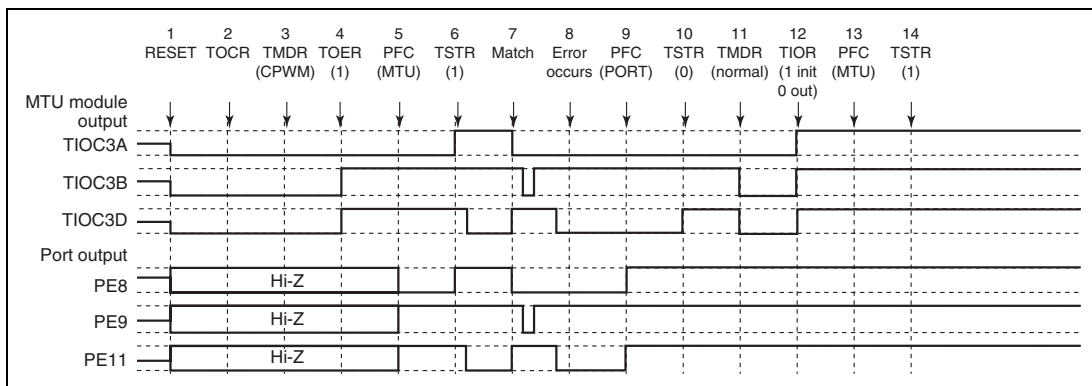 1 2 3 4 5 6 7 8 9 10 11 12 13 14
RESET TOCR TMDR TOER PFC TSTR Match Error PFC TSTR TMDR TIOR PFC TSTR
(CPWM) (1) (MTU) (1) occurs (PORT) (0) (normal) (1 init (MTU) (1)
0 out)
MTU module
output
TIOC3A
TIOC3B
TIOC3D
Port output
PE8 Hi-Z
PE9 Hi-Z
PE11 Hi-Z